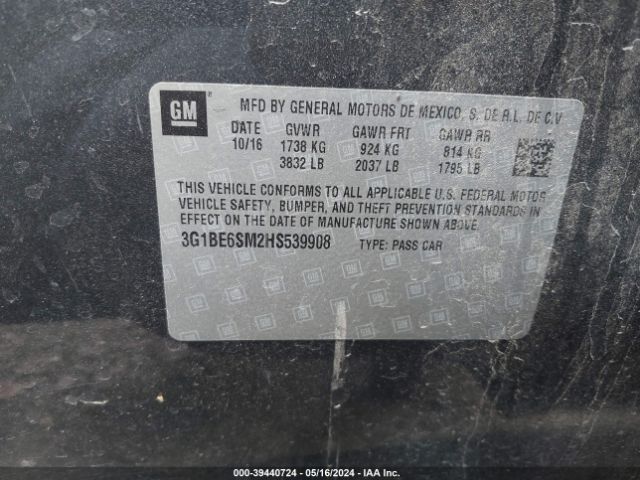 GM ®
MFD BY GENERAL MOTORS DE MEXICO, S. DE R.L. DE C.V
DATE GVWR GAWR FRT GAWR RR
10/16 1738 KG 924 KG 814 KG
3832 LB 2037 LB 1795 LB
THIS VEHICLE CONFORMS TO ALL APPLICABLE U.S. FEDERAL MOTOR
VEHICLE SAFETY, BUMPER, AND THEFT PREVENTION STANDARDS IN
EFFECT ON THE DATE OF MANUFACTURE SHOWN ABOVE.
3G1BE6SM2HS539908 TYPE: PASS CAR
000-39440724 - 05/16/2024 - IAA Inc.